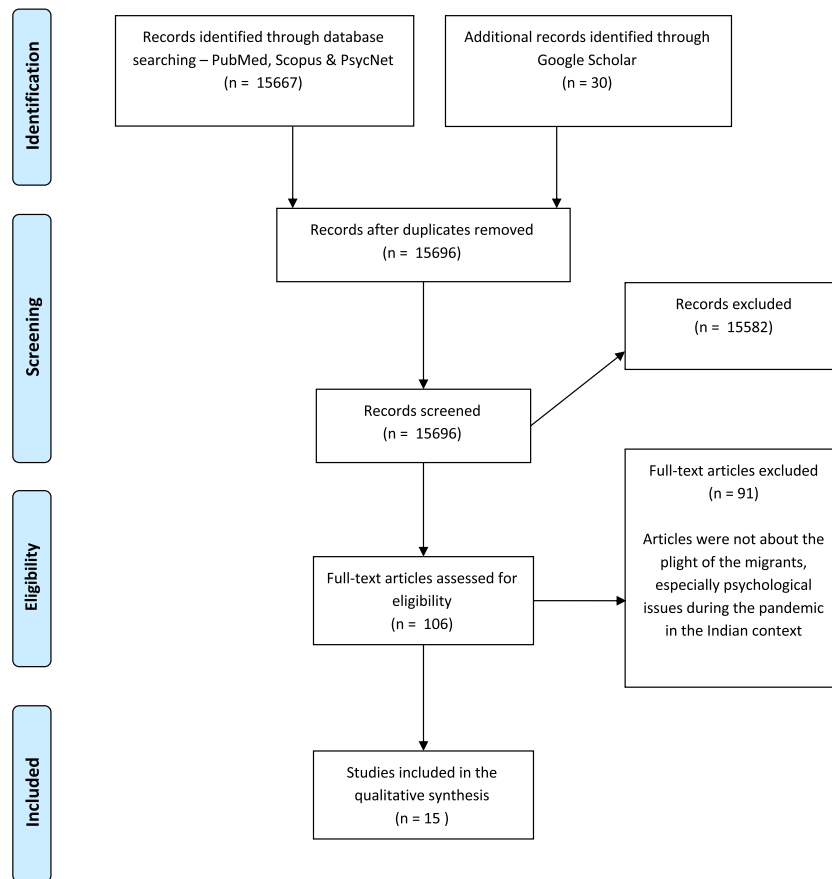 Identification
Records identified through database
searching – PubMed, Scopus & PsycNet
(n = 15667)
Additional records identified through
Google Scholar
(n = 30)
Screening
Records after duplicates removed
(n = 15696)
Records excluded
(n = 15582)
Records screened
(n = 15696)
Eligibility
Full-text articles excluded
(n = 91)
Articles were not about the
plight of the migrants,
especially psychological
issues during the pandemic
in the Indian context
Full-text articles assessed for
eligibility
(n = 106)
Included
Studies included in the
qualitative synthesis
(n = 15 )